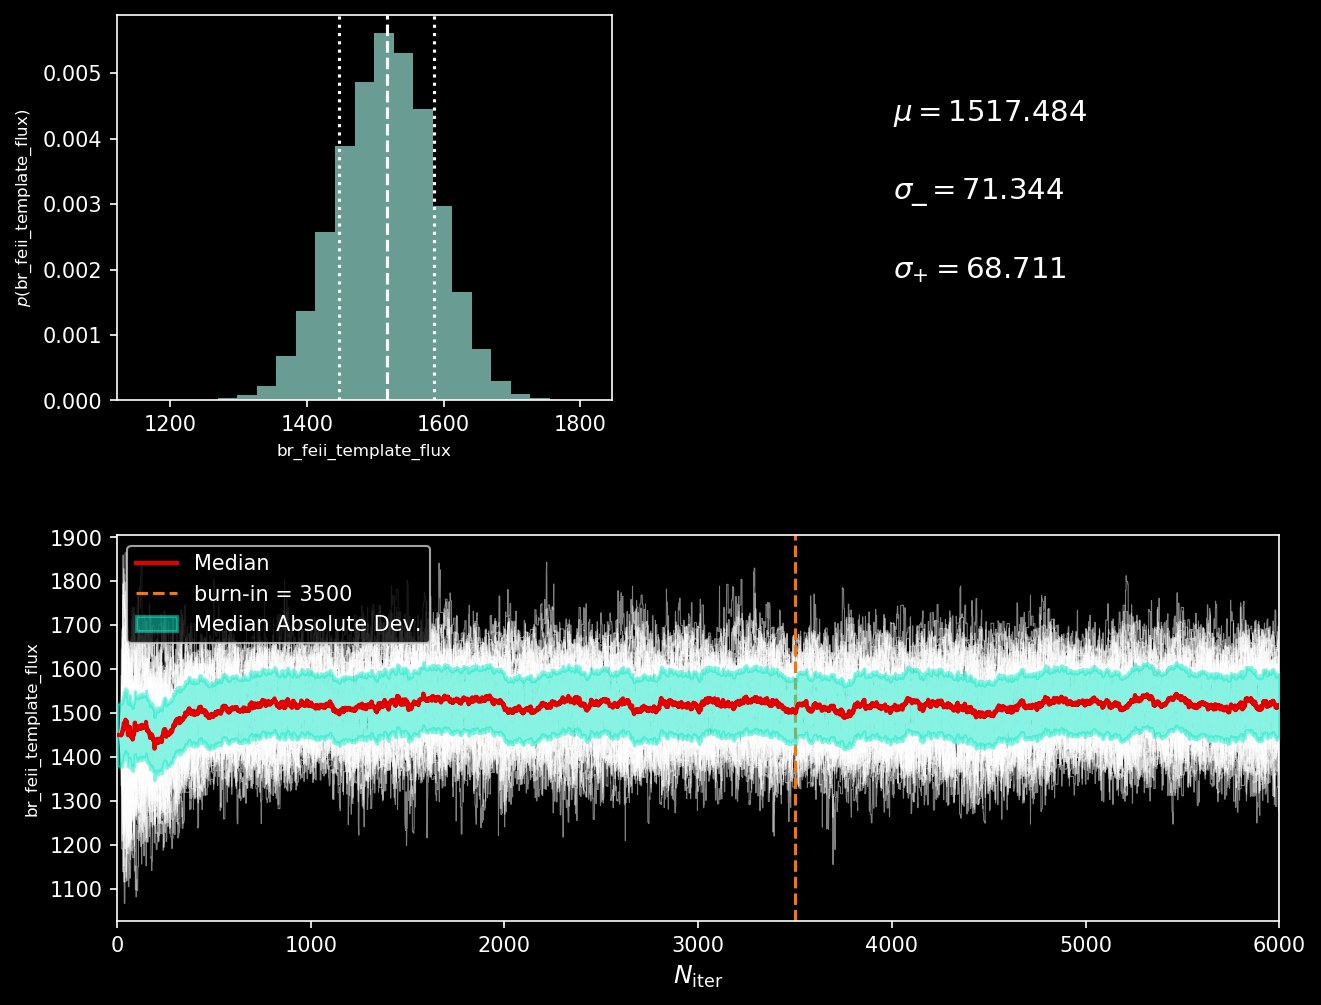 0.005
0.004
0.003
0.002
0.001
0.000
p(br_feii_template_flux)
1200 1400 1600 1800
br_feii_template_flux
μ = 1517.484
σ₋ = 71.344
σ₊ = 68.711
1900
1800
1700
1600
1500
1400
1300
1200
1100
br_feii_template_flux
Median
burn-in = 3500
Median Absolute Dev.
0 1000 2000 3000 4000 5000 6000
N_iter